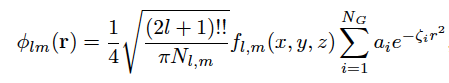 \phi_{lm}(\mathbf{r}) = \frac{1}{4}\sqrt{\frac{(2l+1)!!}{\pi N_{l,m}}} f_{l,m}(x,y,z) \sum_{i=1}^{N_G} a_i e^{-\zeta_i r^2}.